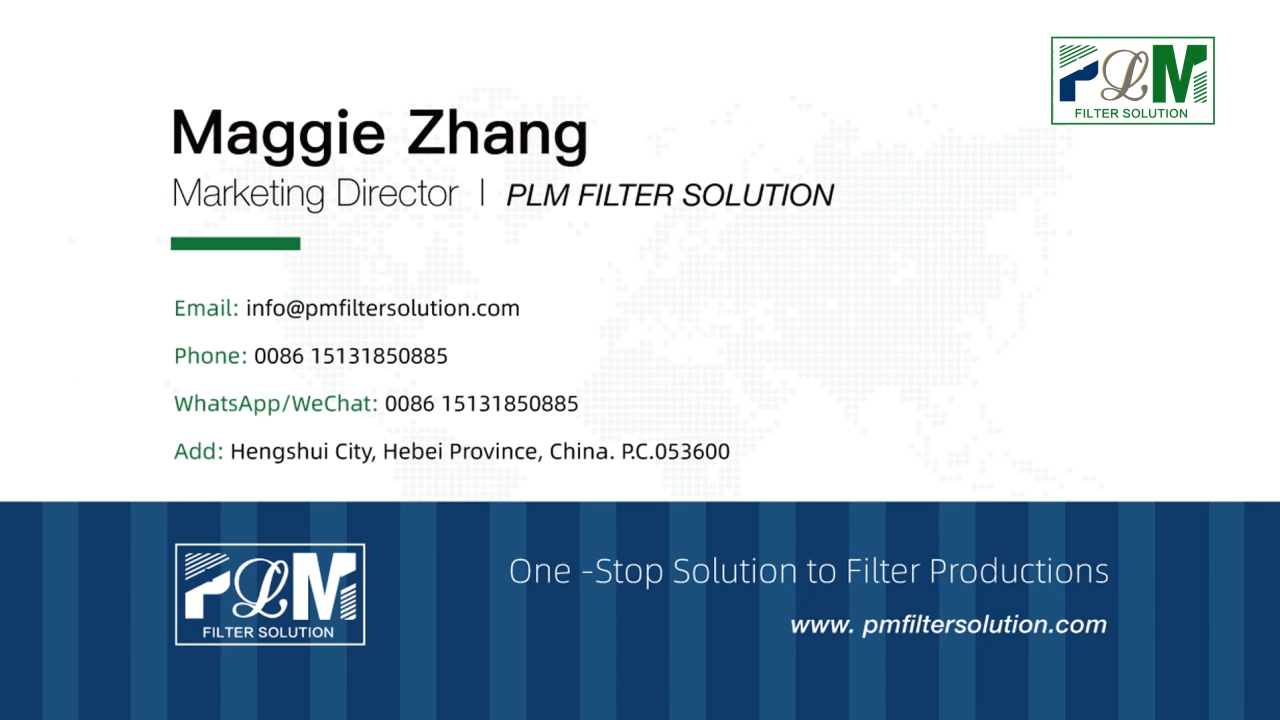 PLM
FILTER SOLUTION
Maggie Zhang
Marketing Director | PLM FILTER SOLUTION
Email: info@pmfiltersolution.com
Phone: 0086 15131850885
WhatsApp/WeChat: 0086 15131850885
Add: Hengshui City, Hebei Province, China. P.C.053600
PLM
FILTER SOLUTION
One -Stop Solution to Filter Productions
www. pmfiltersolution.com